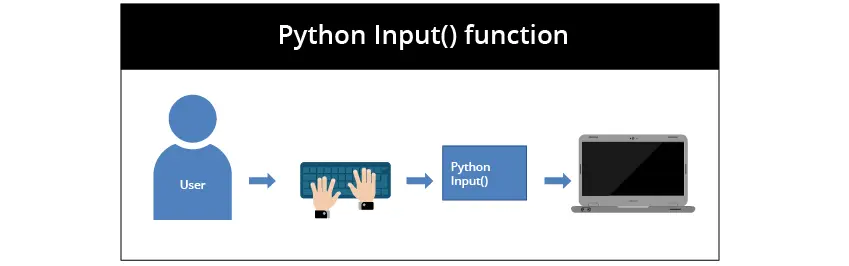 Python Input() function
User
Python
Input()